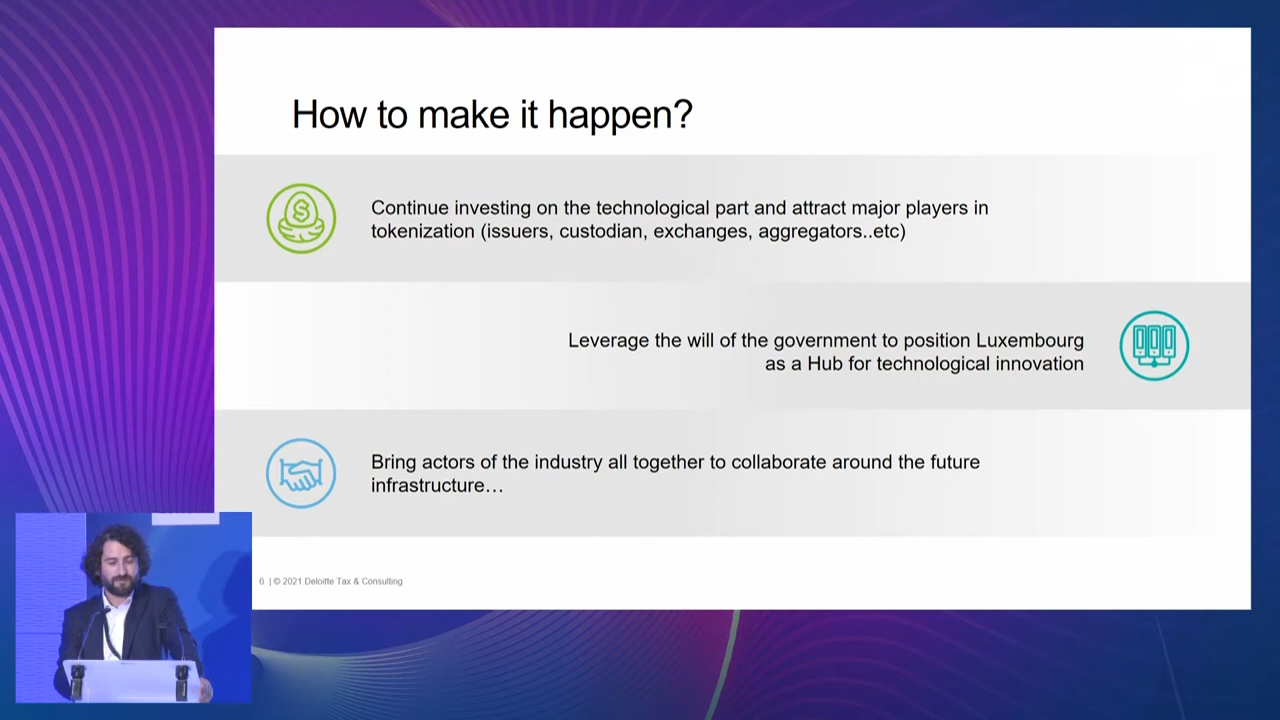 How to make it happen?
$
Continue investing on the technological part and attract major players in
tokenization (issuers, custodian, exchanges, aggregators..etc)
Leverage the will of the government to position Luxembourg
as a Hub for technological innovation
Bring actors of the industry all together to collaborate around the future
infrastructure…
6 | © 2021 Deloitte Tax & Consulting